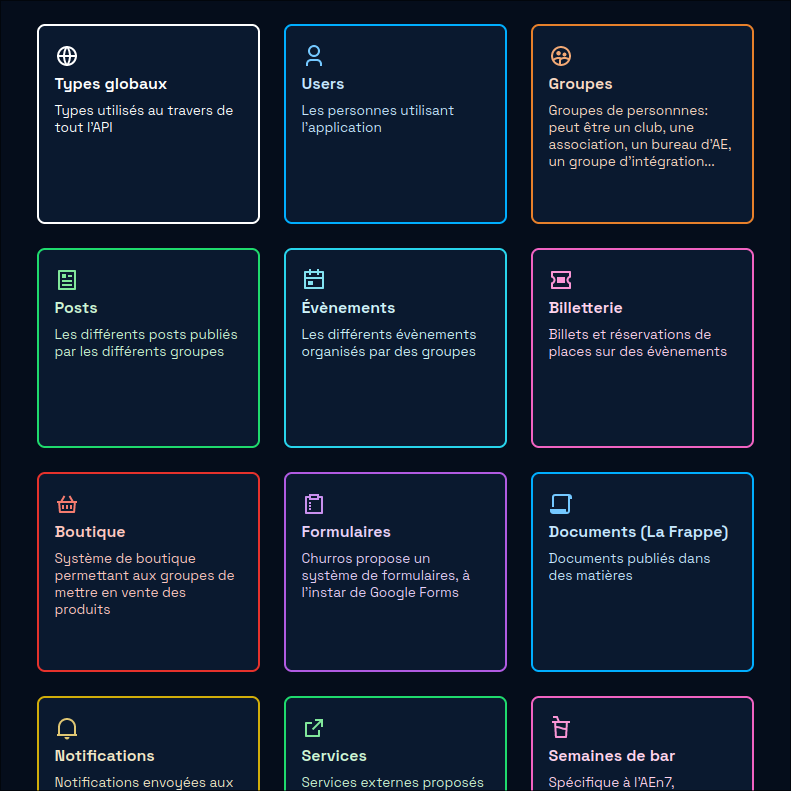 Types globaux
Types utilisés au travers de
tout l'API
Users
Les personnes utilisant
l'application
Groupes
Groupes de personnnes:
peut être un club, une
association, un bureau d'AE,
un groupe d'intégration...
Posts
Les différents posts publiés
par les différents groupes
Évènements
Les différents évènements
organisés par des groupes
Billetterie
Billets et réservations de
places sur des évènements
Boutique
Système de boutique
permettant aux groupes de
mettre en vente des
produits
Formulaires
Churros propose un
système de formulaires, à
l'instar de Google Forms
Documents (La Frappe)
Documents publiés dans
des matières
Notifications
Notifications envoyées aux
Services
Services externes proposés
Semaines de bar
Spécifique à l'AEn7,